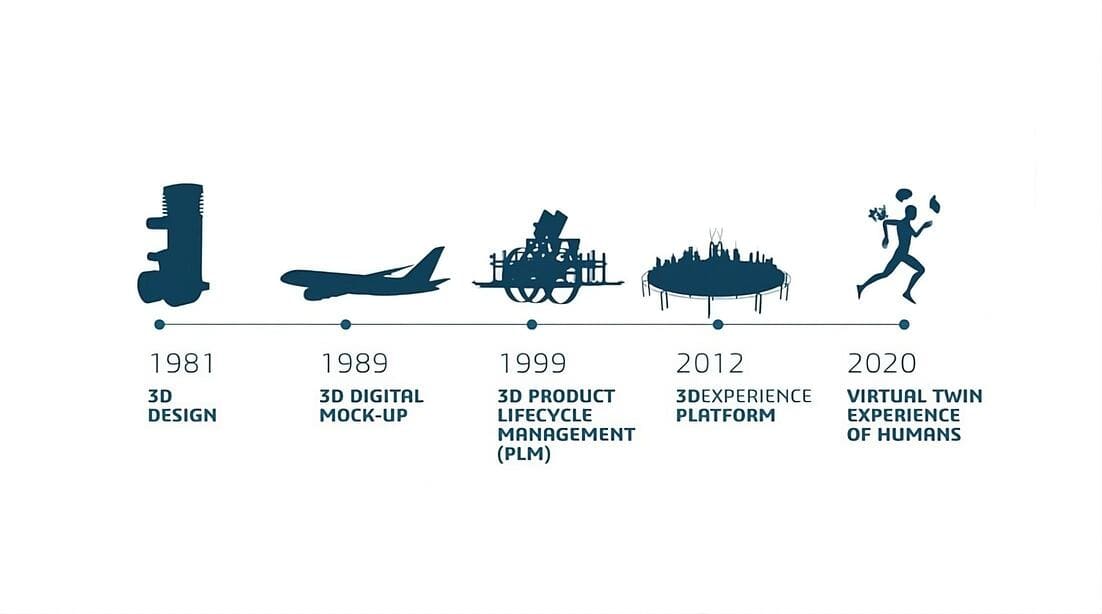 1981
3D
DESIGN
1989
3D DIGITAL
MOCK-UP
1999
3D PRODUCT
LIFECYCLE
MANAGEMENT
(PLM)
2012
3DEXPERIENCE
PLATFORM
2020
VIRTUAL TWIN
EXPERIENCE
OF HUMANS